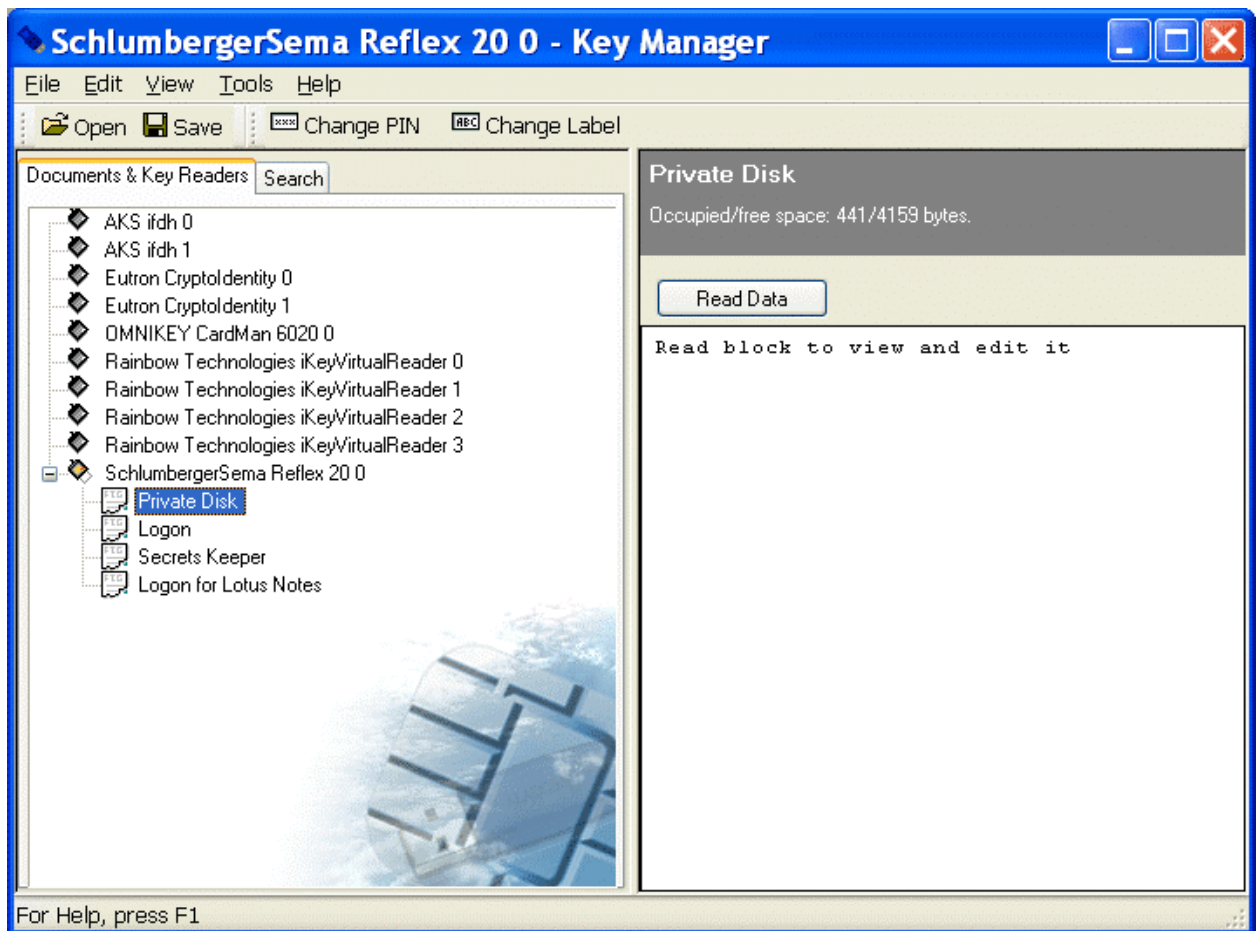 SchlumbergerSema Reflex 20 0 - Key Manager
File Edit View Tools Help
Open Save Change PIN Change Label
Documents & Key Readers Search
AKS ifdh 0
AKS ifdh 1
Eutron CryptoIdentity 0
Eutron CryptoIdentity 1
OMNIKEY CardMan 6020 0
Rainbow Technologies iKeyVirtualReader 0
Rainbow Technologies iKeyVirtualReader 1
Rainbow Technologies iKeyVirtualReader 2
Rainbow Technologies iKeyVirtualReader 3
SchlumbergerSema Reflex 20 0
Private Disk
Logon
Secrets Keeper
Logon for Lotus Notes
Private Disk
Occupied/free space: 441/4159 bytes.
Read Data
Read block to view and edit it
For Help, press F1